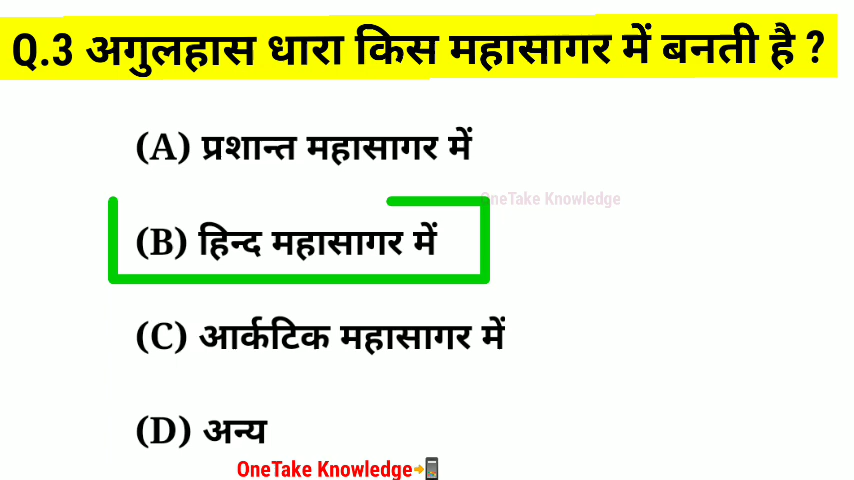 Q.3 अगुलहास धारा किस महासागर में बनती है ?
(A) प्रशान्त महासागर में
OneTake Knowledge
(B) हिन्द महासागर में
(C) आर्कटिक महासागर में
(D) अन्य
OneTake Knowledge